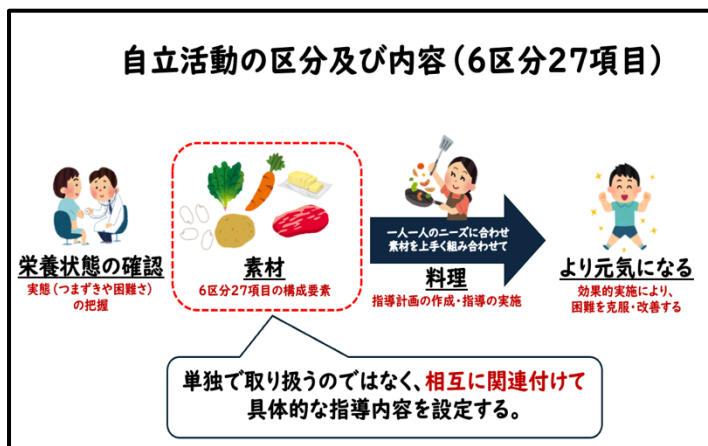 自立活動の区分及び内容（6区分27項目）
栄養状態の確認
実態（つまずきや困難さ）
の把握
素材
6区分27項目の構成要素
一人一人のニーズに合わせ
素材を上手く組み合わせて
料理
指導計画の作成・指導の実施
より元気になる
効果的実施により、
困難を克服・改善する
単独で取り扱うのではなく、相互に関連付けて
具体的な指導内容を設定する。